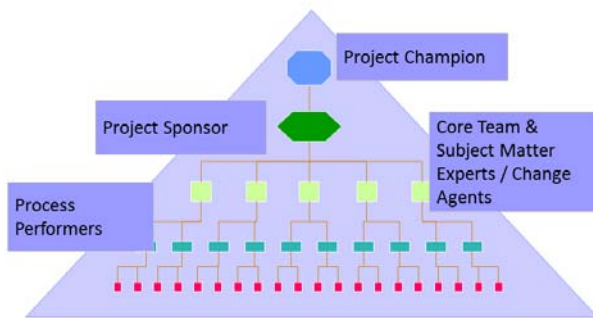 Project Champion
Project Sponsor
Core Team &
Subject Matter
Experts / Change
Agents
Process
Performers